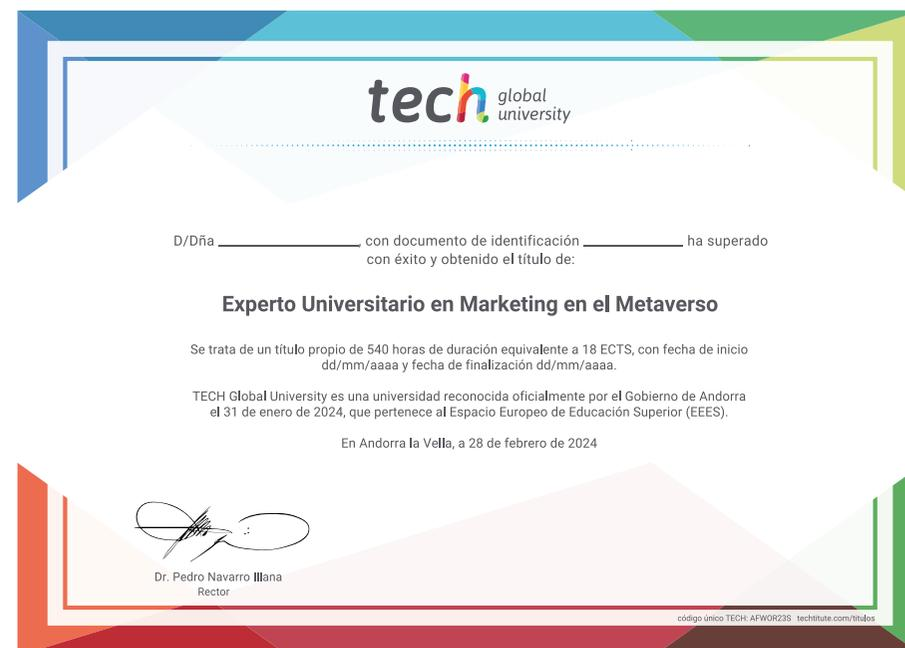 tech global university
D/Dña ____________________, con documento de identificación ______________ ha superado
con éxito y obtenido el título de:
Experto Universitario en Marketing en el Metaverso
Se trata de un título propio de 540 horas de duración equivalente a 18 ECTS, con fecha de inicio
dd/mm/aaaa y fecha de finalización dd/mm/aaaa.
TECH Global University es una universidad reconocida oficialmente por el Gobierno de Andorra
el 31 de enero de 2024, que pertenece al Espacio Europeo de Educación Superior (EEES).
En Andorra la Vella, a 28 de febrero de 2024
Dr. Pedro Navarro Illana
Rector
código único TECH: AFWOR23S techtitute.com/titulos